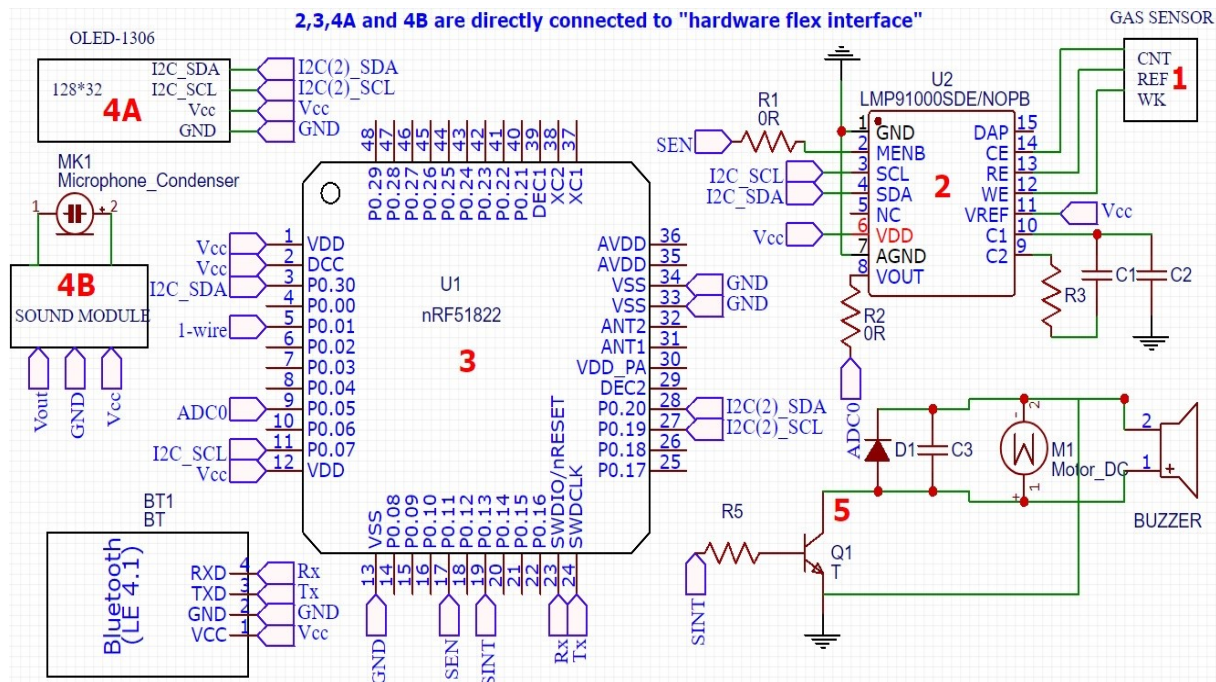 2,3,4A and 4B are directly connected to "hardware flex interface"
OLED-1306
128*32
4A
I2C_SDA
I2C_SCL
Vcc
GND
I2C(2)_SDA
I2C(2)_SCL
Vcc
GND
MK1
Microphone_Condenser
1
2
4B
SOUND MODULE
Vout
GND
Vcc
BT1
BT
Bluetooth
(LE 4.1)
RXD 4 Rx
TXD 3 Tx
GND 2 GND
VCC 1 Vcc
48 47 46 45 44 43 42 41 40 39 38 37
P0.29 P0.28 P0.27 P0.26 P0.25 P0.24 P0.23 P0.22 P0.21 DEC1 XC2 XC1
Vcc 1 VDD
Vcc 2 DCC
I2C_SDA 3 P0.30
4 P0.00
1-wire 5 P0.01
6 P0.02
7 P0.03
8 P0.04
ADC0 9 P0.05
10 P0.06
I2C_SCL 11 P0.07
Vcc 12 VDD
U1
nRF51822
3
AVDD 36
AVDD 35
VSS 34 GND
VSS 33 GND
ANT2 32
ANT1 31
VDD_PA 30
DEC2 29
P0.20 28 I2C(2)_SDA
P0.19 27 I2C(2)_SCL
P0.18 26
P0.17 25
VSS P0.08 P0.09 P0.10 P0.11 P0.12 P0.13 P0.14 P0.15 P0.16 SWDIO/nRESET SWDCLK
13 14 15 16 17 18 19 20 21 22 23 24
GND SEN SINT Rx Tx
GAS SENSOR
CNT
REF
WK
1
U2
LMP91000SDE/NOPB
R1
0R
SEN
I2C_SCL
I2C_SDA
Vcc
1 GND
2 MENB
3 SCL
4 SDA
5 NC
6 VDD
7 AGND
8 VOUT
2
DAP 15
CE 14
RE 13
WE 12
VREF 11 Vcc
C1 10
C2 9
R3
C1
C2
R2
0R
ADC0
D1
C3
M1
Motor_DC
-
2
+
1
2
1
+
BUZZER
5
R5
Q1
T
SINT